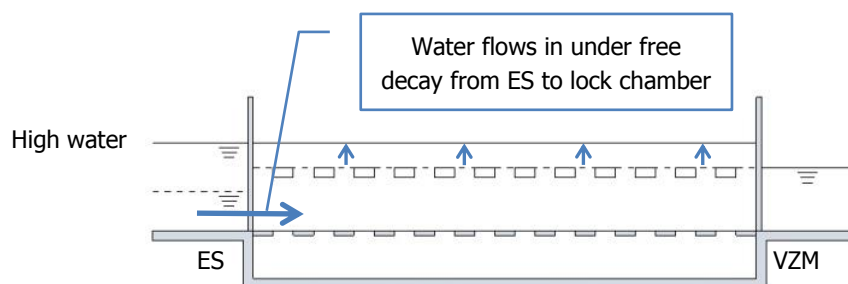 Water flows in under free
decay from ES to lock chamber
High water
ES
VZM